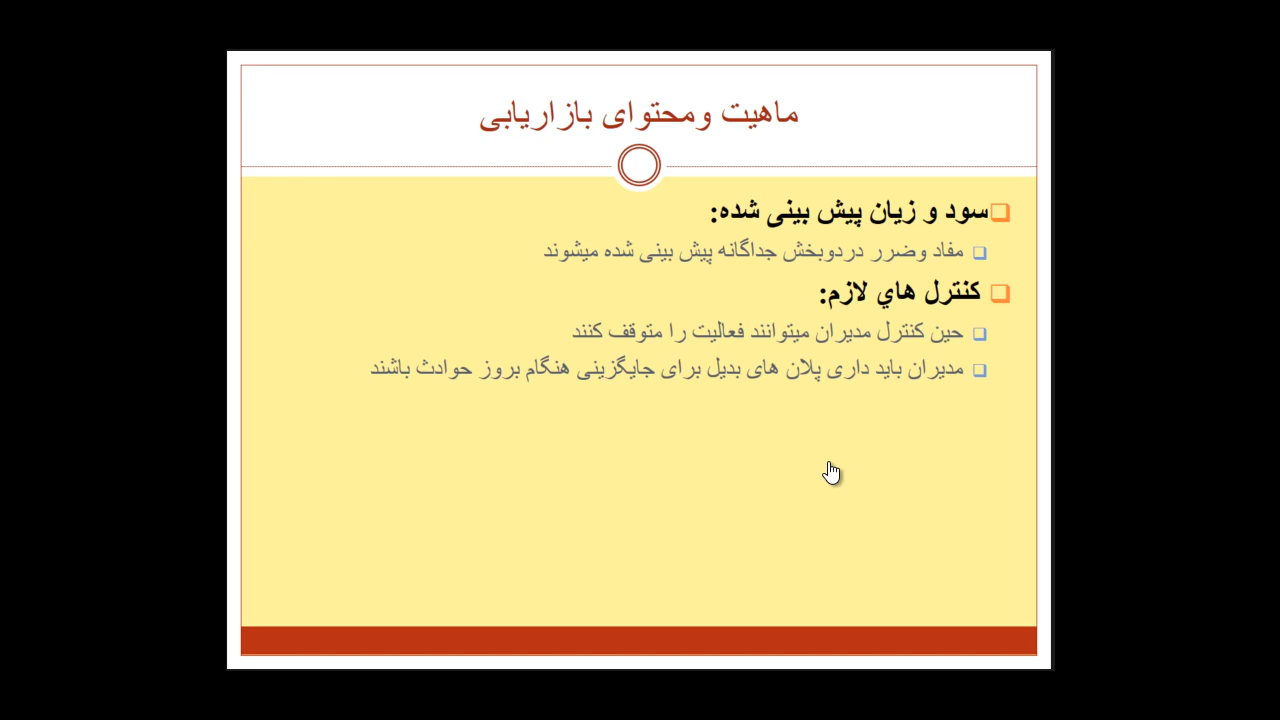 ماهیت ومحتوای بازاریابی
سود و زیان پیش بینی شده:
مفاد وضرر دردوبخش جداگانه پیش بینی شده میشوند
کنترل هاي لازم:
حین کنترل مدیران میتوانند فعالیت را متوقف کنند
مدیران باید داری پلان های بدیل برای جایگزینی هنگام بروز حوادث باشند